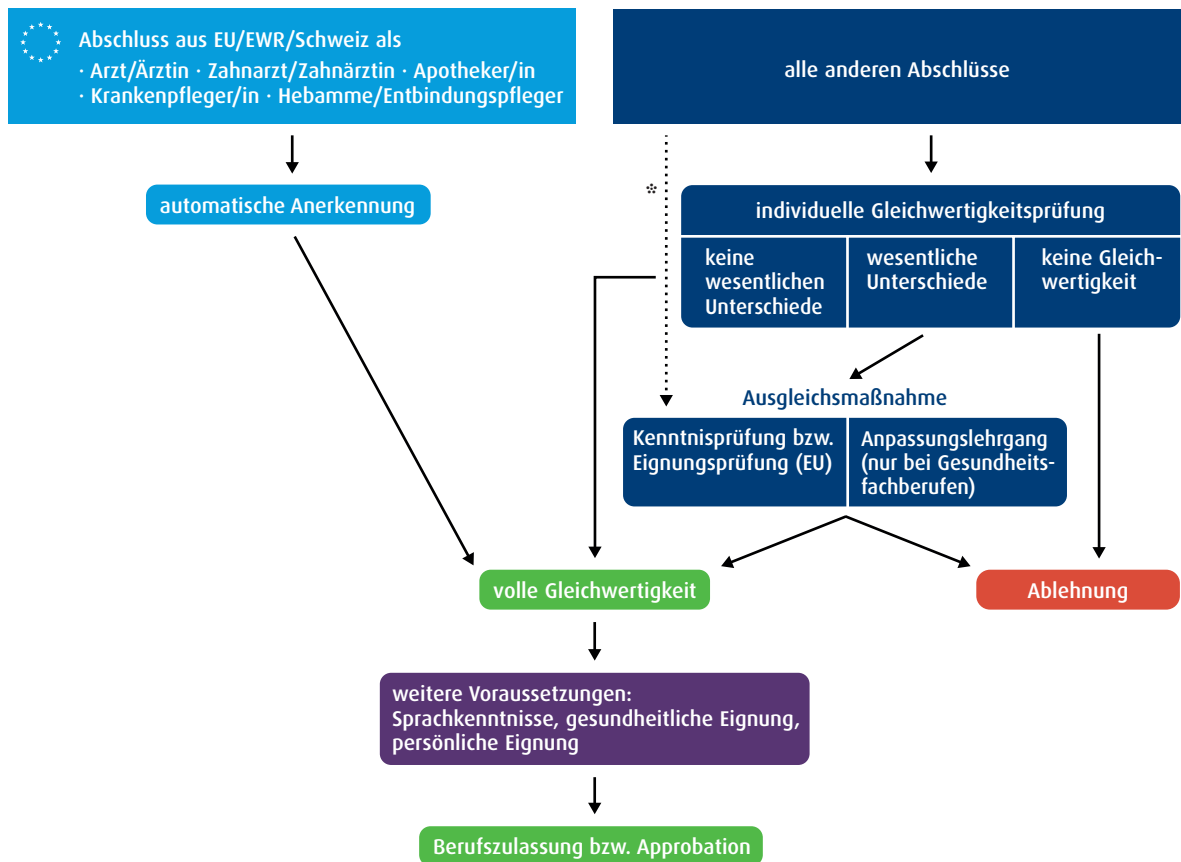 Abschluss aus EU/EWR/Schweiz als
· Arzt/Ärztin · Zahnarzt/Zahnärztin · Apotheker/in
· Krankenpfleger/in · Hebamme/Entbindungspfleger
alle anderen Abschlüsse
automatische Anerkennung
*
individuelle Gleichwertigkeitsprüfung
keine
wesentlichen
Unterschiede
wesentliche
Unterschiede
keine Gleich-
wertigkeit
Ausgleichsmaßnahme
Kenntnisprüfung bzw.
Eignungsprüfung (EU)
Anpassungslehrgang
(nur bei Gesundheits-
fachberufen)
volle Gleichwertigkeit
Ablehnung
weitere Voraussetzungen:
Sprachkenntnisse, gesundheitliche Eignung,
persönliche Eignung
Berufszulassung bzw. Approbation